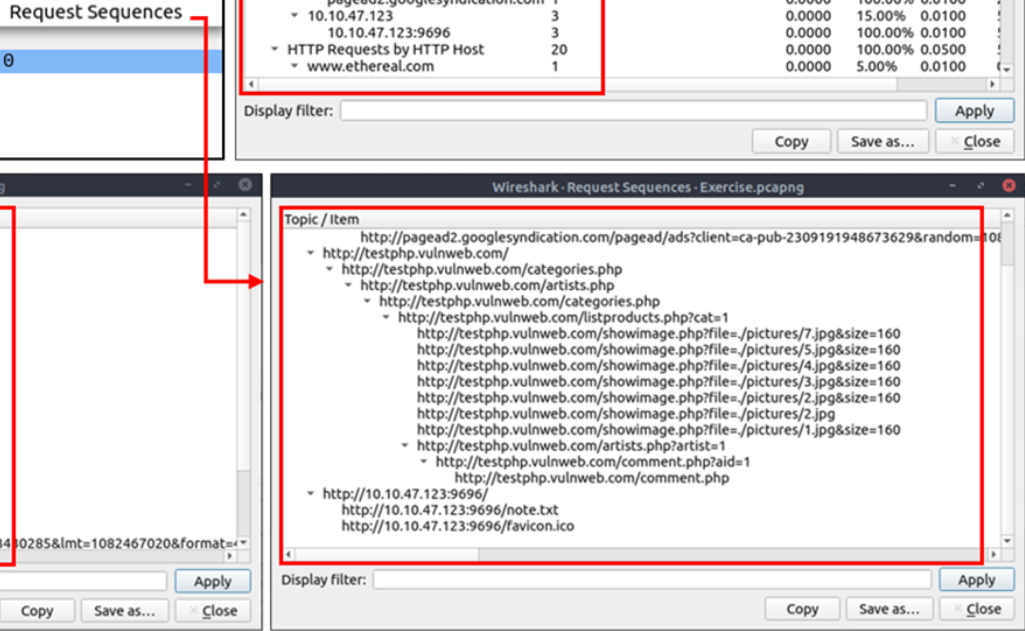 Request Sequences
0
pagead2.googlesyndication.com 1 0.0000 100.00% 0.0100
10.10.47.123 3 0.0000 15.00% 0.0100
10.10.47.123:9696 3 0.0000 100.00% 0.0100
HTTP Requests by HTTP Host 20 0.0000 100.00% 0.0500
www.ethereal.com 1 0.0000 5.00% 0.0100
Display filter:
Apply
Copy Save as... Close
g
3430285&lmt=1082467020&format=4
Apply
Copy Save as... Close
Wireshark · Request Sequences · Exercise.pcapng
Topic / Item
http://pagead2.googlesyndication.com/pagead/ads?client=ca-pub-2309191948673629&random=108
http://testphp.vulnweb.com/
http://testphp.vulnweb.com/categories.php
http://testphp.vulnweb.com/artists.php
http://testphp.vulnweb.com/categories.php
http://testphp.vulnweb.com/listproducts.php?cat=1
http://testphp.vulnweb.com/showimage.php?file=./pictures/7.jpg&size=160
http://testphp.vulnweb.com/showimage.php?file=./pictures/5.jpg&size=160
http://testphp.vulnweb.com/showimage.php?file=./pictures/4.jpg&size=160
http://testphp.vulnweb.com/showimage.php?file=./pictures/3.jpg&size=160
http://testphp.vulnweb.com/showimage.php?file=./pictures/2.jpg&size=160
http://testphp.vulnweb.com/showimage.php?file=./pictures/2.jpg
http://testphp.vulnweb.com/showimage.php?file=./pictures/1.jpg&size=160
http://testphp.vulnweb.com/artists.php?artist=1
http://testphp.vulnweb.com/comment.php?aid=1
http://testphp.vulnweb.com/comment.php
http://10.10.47.123:9696/
http://10.10.47.123:9696/note.txt
http://10.10.47.123:9696/favicon.ico
Display filter:
Apply
Copy Save as... Close